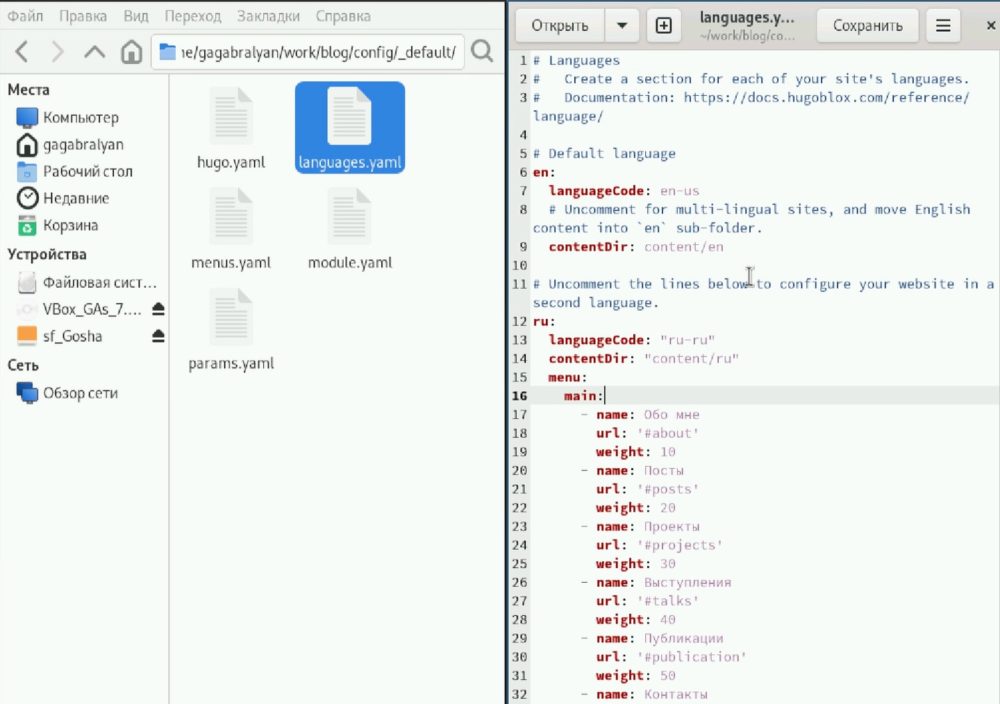 Файл Правка Вид Переход Закладки Справка
ıe/gagabralyan/work/blog/config/_default/
Места
Компьютер
gagabralyan
Рабочий стол
Недавние
Корзина
Устройства
Файловая сист...
VBox_GAs_7....
sf_Gosha
Сеть
Обзор сети
hugo.yaml
languages.yaml
menus.yaml
module.yaml
params.yaml
Открыть
languages.y...
~/work/blog/co...
Сохранить
1 # Languages
2 #   Create a section for each of your site's languages.
3 #   Documentation: https://docs.hugoblox.com/reference/
language/
4
5 # Default language
6 en:
7   languageCode: en-us
8   # Uncomment for multi-lingual sites, and move English
content into `en` sub-folder.
9   contentDir: content/en
10
11 # Uncomment the lines below to configure your website in a
second language.
12 ru:
13   languageCode: "ru-ru"
14   contentDir: "content/ru"
15   menu:
16     main:
17       - name: Обо мне
18         url: '#about'
19         weight: 10
20       - name: Посты
21         url: '#posts'
22         weight: 20
23       - name: Проекты
24         url: '#projects'
25         weight: 30
26       - name: Выступления
27         url: '#talks'
28         weight: 40
29       - name: Публикации
30         url: '#publication'
31         weight: 50
32       - name: Контакты